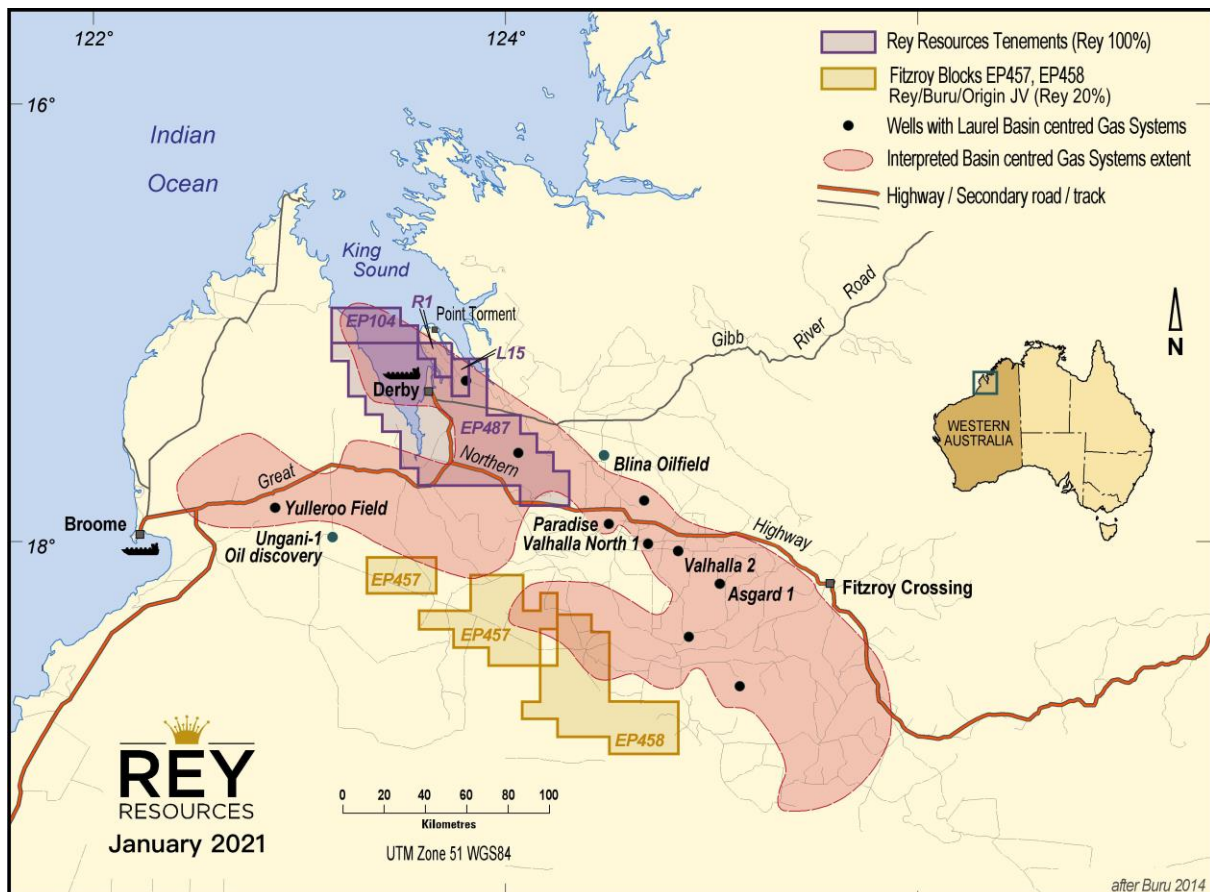 122°
124°
Rey Resources Tenements (Rey 100%)
Fitzroy Blocks EP457, EP458
Rey/Buru/Origin JV (Rey 20%)
Wells with Laurel Basin centred Gas Systems
Interpreted Basin centred Gas Systems extent
Highway / Secondary road / track
16°
Indian
Ocean
King
Sound
R1
Point Torment
EP104
L15
Gibb
River
Road
N
Derby
EP487
WESTERN
AUSTRALIA
Great
Northern
Highway
Blina Oilfield
Yulleroo Field
Broome
Ungani-1
Oil discovery
18°
Paradise
Valhalla North 1
Valhalla 2
Asgard 1
Fitzroy Crossing
EP457
EP457
EP458
REY
RESOURCES
January 2021
0 20 40 60 80 100
Kilometres
UTM Zone 51 WGS84
after Buru 2014